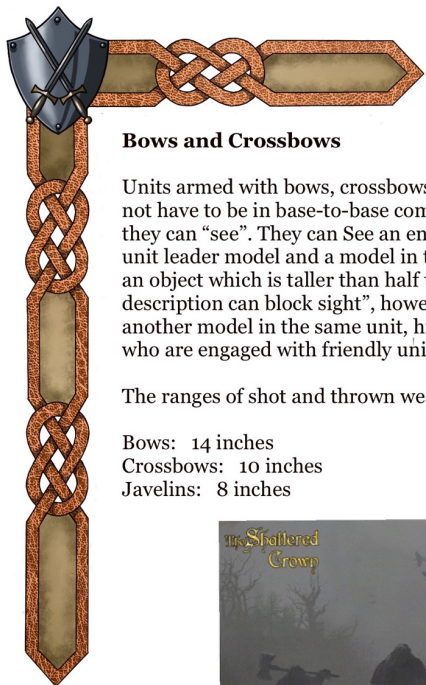 Bows and Crossbows
Units armed with bows, crossbows
not have to be in base-to-base com
they can “see”. They can See an en
unit leader model and a model in t
an object which is taller than half t
description can block sight”, howe
another model in the same unit, h
who are engaged with friendly uni
The ranges of shot and thrown we
Bows: 14 inches
Crossbows: 10 inches
Javelins: 8 inches
The Shattered
Crown